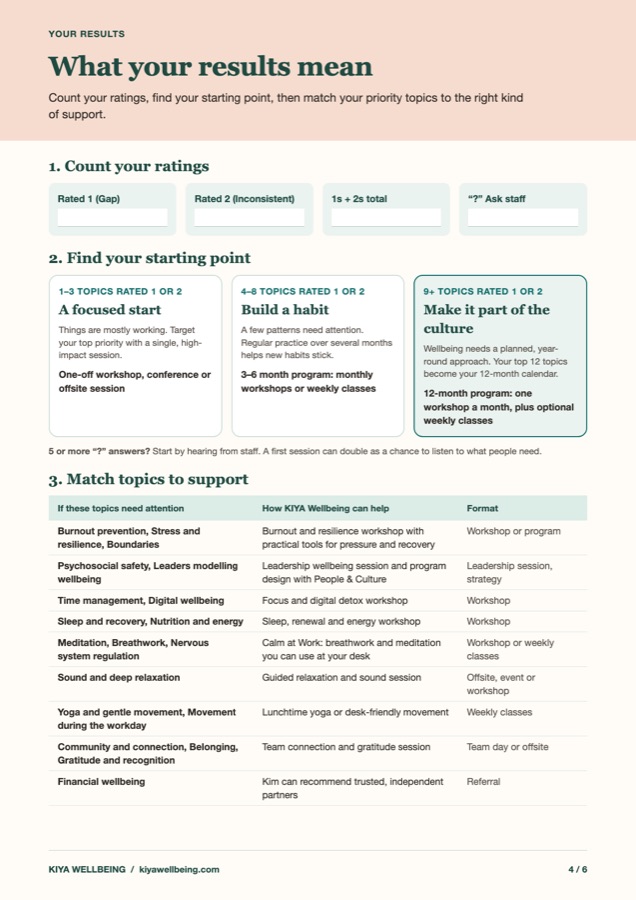 YOUR RESULTS
What your results mean
Count your ratings, find your starting point, then match your priority topics to the right kind
of support.
1. Count your ratings
Rated 1 (Gap)
Rated 2 (Inconsistent)
1s + 2s total
“?” Ask staff
2. Find your starting point
1–3 TOPICS RATED 1 OR 2
A focused start
Things are mostly working. Target
your top priority with a single, high-
impact session.
One-off workshop, conference or
offsite session
4–8 TOPICS RATED 1 OR 2
Build a habit
A few patterns need attention.
Regular practice over several months
helps new habits stick.
3–6 month program: monthly
workshops or weekly classes
9+ TOPICS RATED 1 OR 2
Make it part of the
culture
Wellbeing needs a planned, year-
round approach. Your top 12 topics
become your 12-month calendar.
12-month program: one
workshop a month, plus optional
weekly classes
5 or more “?” answers? Start by hearing from staff. A first session can double as a chance to listen to what people need.
3. Match topics to support
If these topics need attention
How KIYA Wellbeing can help
Format
Burnout prevention, Stress and
resilience, Boundaries
Burnout and resilience workshop with
practical tools for pressure and recovery
Workshop or program
Psychosocial safety, Leaders modelling
wellbeing
Leadership wellbeing session and program
design with People & Culture
Leadership session,
strategy
Time management, Digital wellbeing
Focus and digital detox workshop
Workshop
Sleep and recovery, Nutrition and energy
Sleep, renewal and energy workshop
Workshop
Meditation, Breathwork, Nervous
system regulation
Calm at Work: breathwork and meditation
you can use at your desk
Workshop or weekly
classes
Sound and deep relaxation
Guided relaxation and sound session
Offsite, event or
workshop
Yoga and gentle movement, Movement
during the workday
Lunchtime yoga or desk-friendly movement
Weekly classes
Community and connection, Belonging,
Gratitude and recognition
Team connection and gratitude session
Team day or offsite
Financial wellbeing
Kim can recommend trusted, independent
partners
Referral
KIYA WELLBEING / kiyawellbeing.com
4 / 6